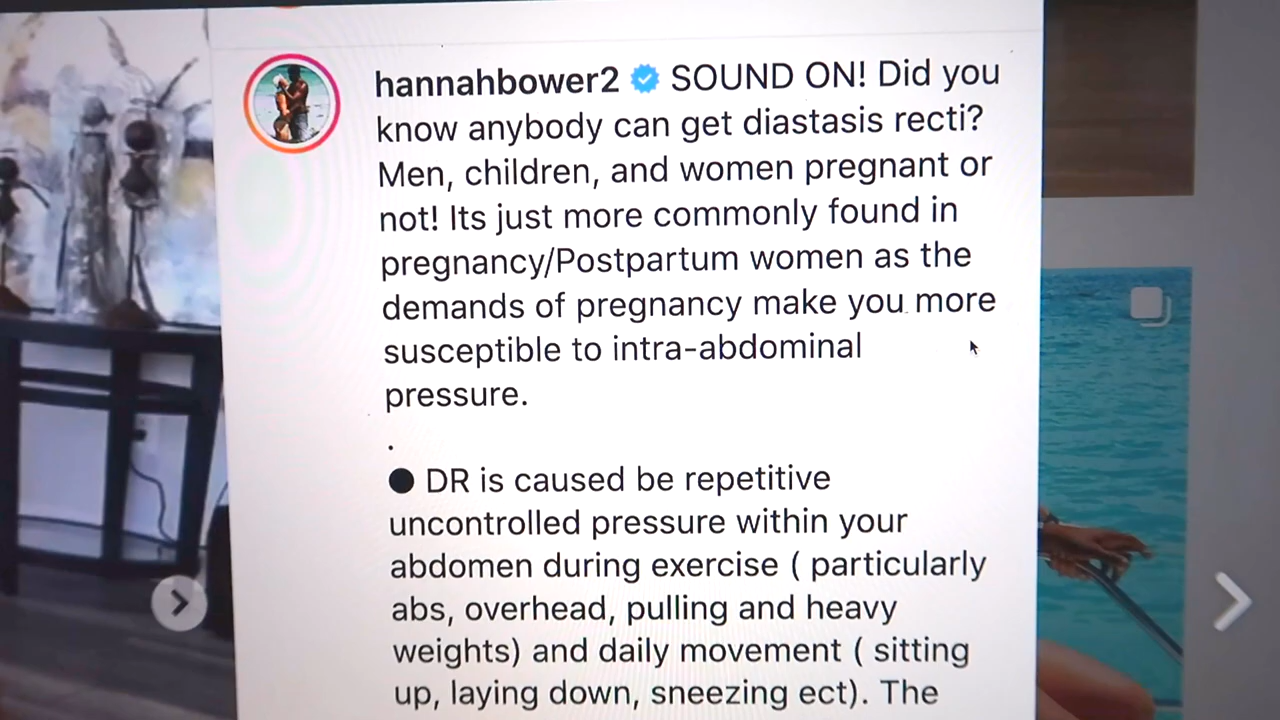 hannahbower2 SOUND ON! Did you
know anybody can get diastasis recti?
Men, children, and women pregnant or
not! Its just more commonly found in
pregnancy/Postpartum women as the
demands of pregnancy make you more
susceptible to intra-abdominal
pressure.
.
● DR is caused be repetitive
uncontrolled pressure within your
abdomen during exercise ( particularly
abs, overhead, pulling and heavy
weights) and daily movement ( sitting
up, laying down, sneezing ect). The